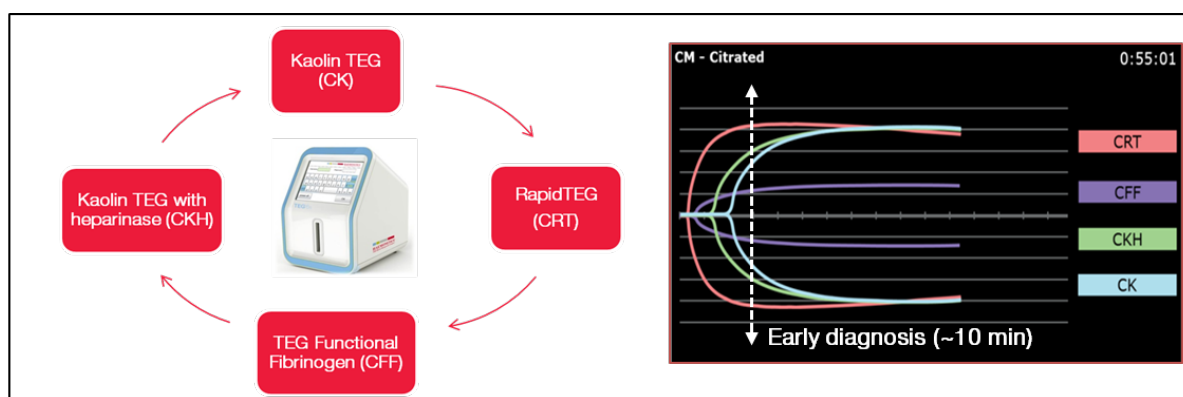 Kaolin TEG
(CK)
RapidTEG
(CRT)
TEG Functional
Fibrinogen (CFF)
Kaolin TEG with
heparinase (CKH)
CM - Citrated
0:55:01
CRT
CFF
CKH
CK
Early diagnosis (~10 min)